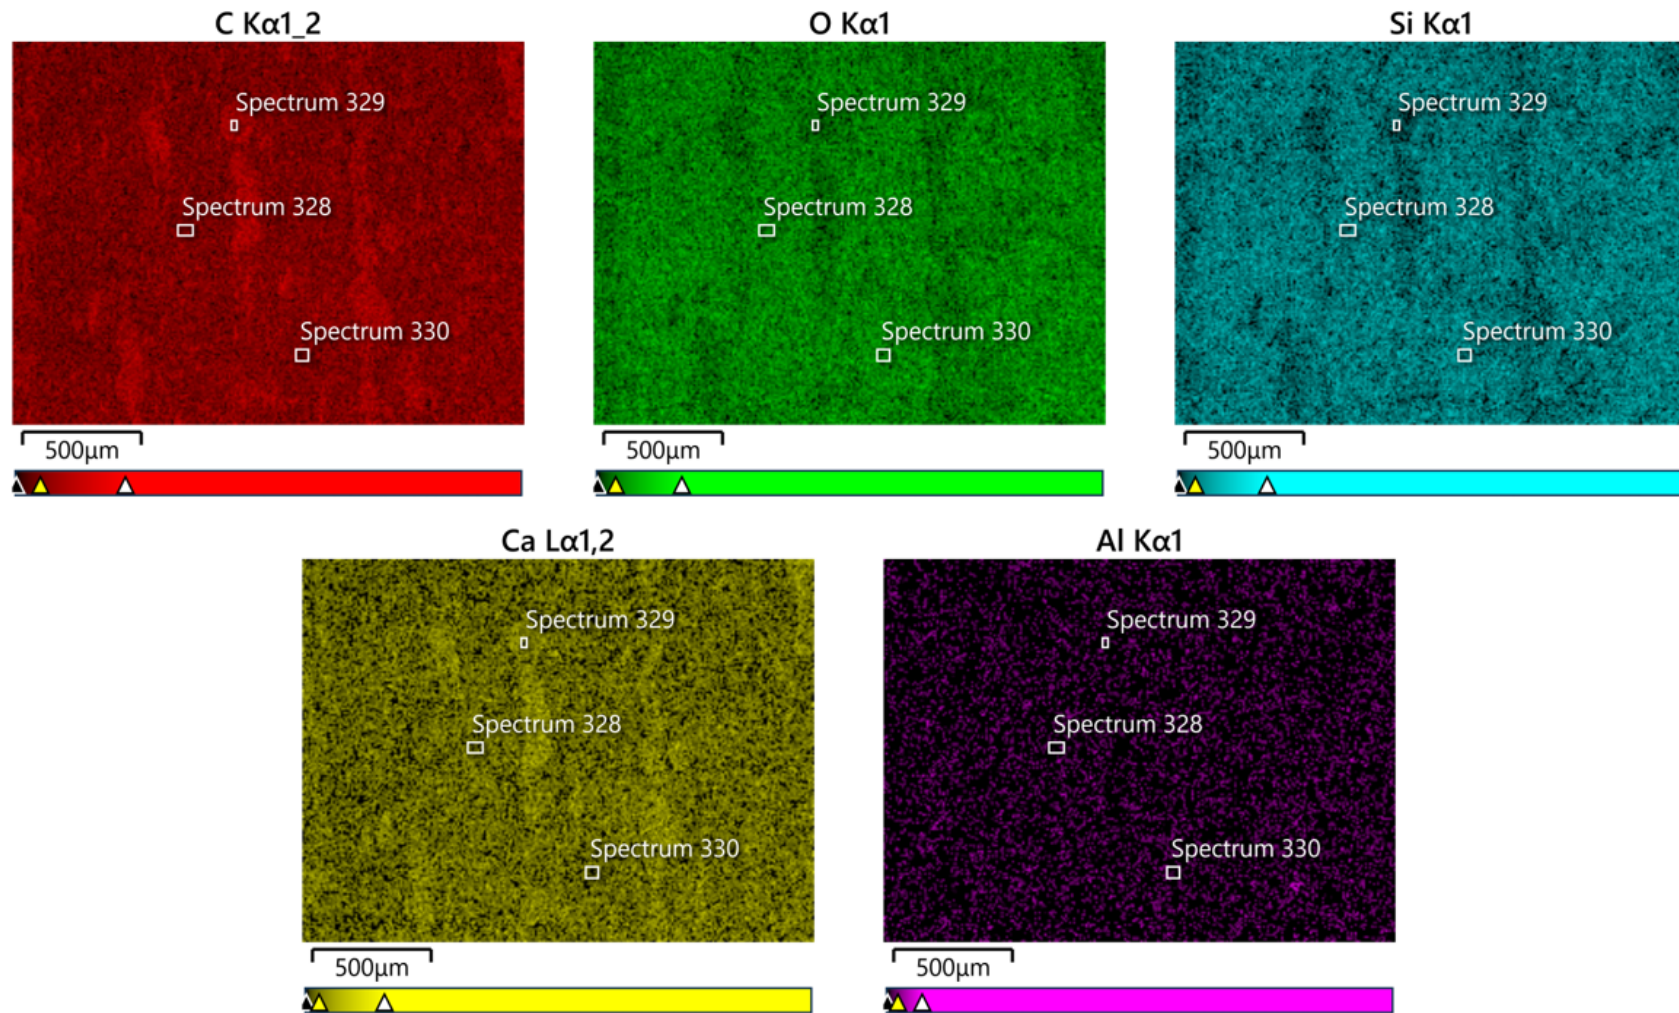 C Kα1_2
O Kα1
Si Kα1
Spectrum 329
Spectrum 328
Spectrum 330
500μm
Spectrum 329
Spectrum 328
Spectrum 330
500μm
Spectrum 329
Spectrum 328
Spectrum 330
500μm
Ca Lα1,2
Al Kα1
Spectrum 329
Spectrum 328
Spectrum 330
500μm
Spectrum 329
Spectrum 328
Spectrum 330
500μm